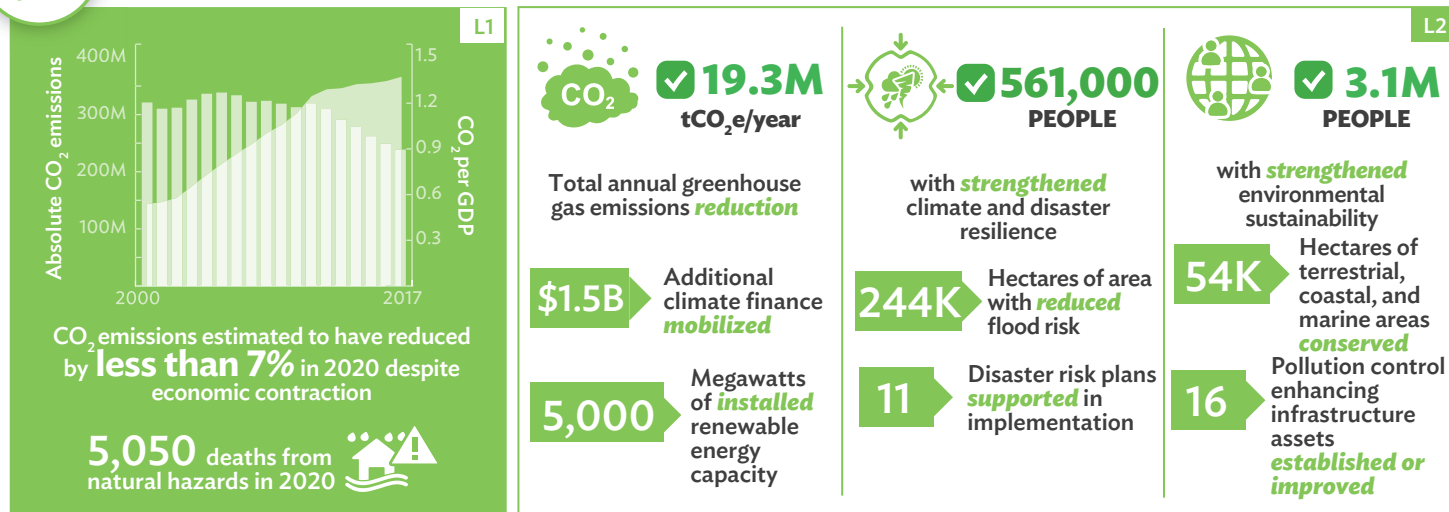 L1
Absolute CO2 emissions
400M
300M
200M
100M
1.5
1.2
0.9
0.6
0.3
CO2 per GDP
2000
2017
CO2 emissions estimated to have reduced
by less than 7% in 2020 despite
economic contraction
5,050 deaths from
natural hazards in 2020
L2
CO2
19.3M
tCO2e/year
Total annual greenhouse
gas emissions reduction
$1.5B
Additional
climate finance
mobilized
5,000
Megawatts
of installed
renewable
energy
capacity
561,000
PEOPLE
with strengthened
climate and disaster
resilience
244K
Hectares of area
with reduced
flood risk
11
Disaster risk plans
supported in
implementation
3.1M
PEOPLE
with strengthened
environmental
sustainability
54K
Hectares of
terrestrial,
coastal, and
marine areas
conserved
16
Pollution control
enhancing
infrastructure
assets
established or
improved